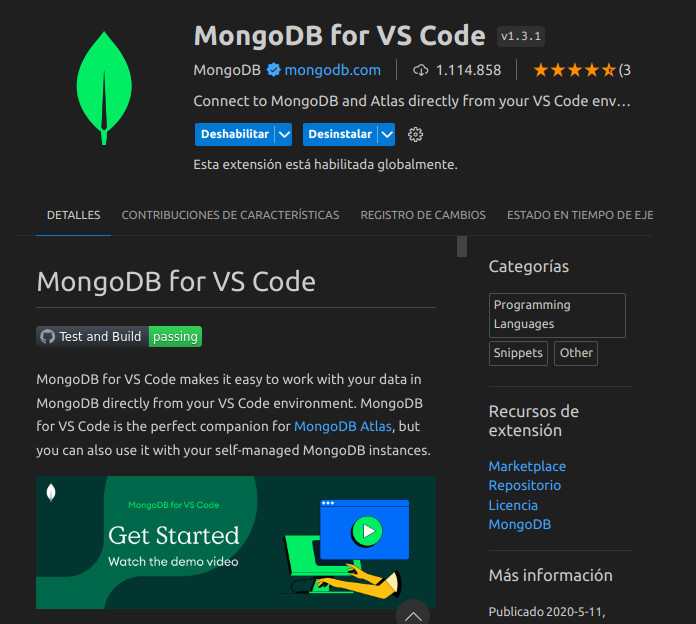 MongoDB for VS Code v1.3.1
MongoDB mongodb.com 1.114.858 (3
Connect to MongoDB and Atlas directly from your VS Code env…
Deshabilitar Desinstalar
Esta extensión está habilitada globalmente.
DETALLES CONTRIBUCIONES DE CARACTERÍSTICAS REGISTRO DE CAMBIOS ESTADO EN TIEMPO DE EJE
MongoDB for VS Code
Test and Build passing
MongoDB for VS Code makes it easy to work with your data in
MongoDB directly from your VS Code environment. MongoDB
for VS Code is the perfect companion for MongoDB Atlas, but
you can also use it with your self-managed MongoDB instances.
MongoDB for VS Code
Get Started
Watch the demo video
Categorías
Programming
Languages
Snippets Other
Recursos de
extensión
Marketplace
Repositorio
Licencia
MongoDB
Más información
Publicado 2020-5-11,